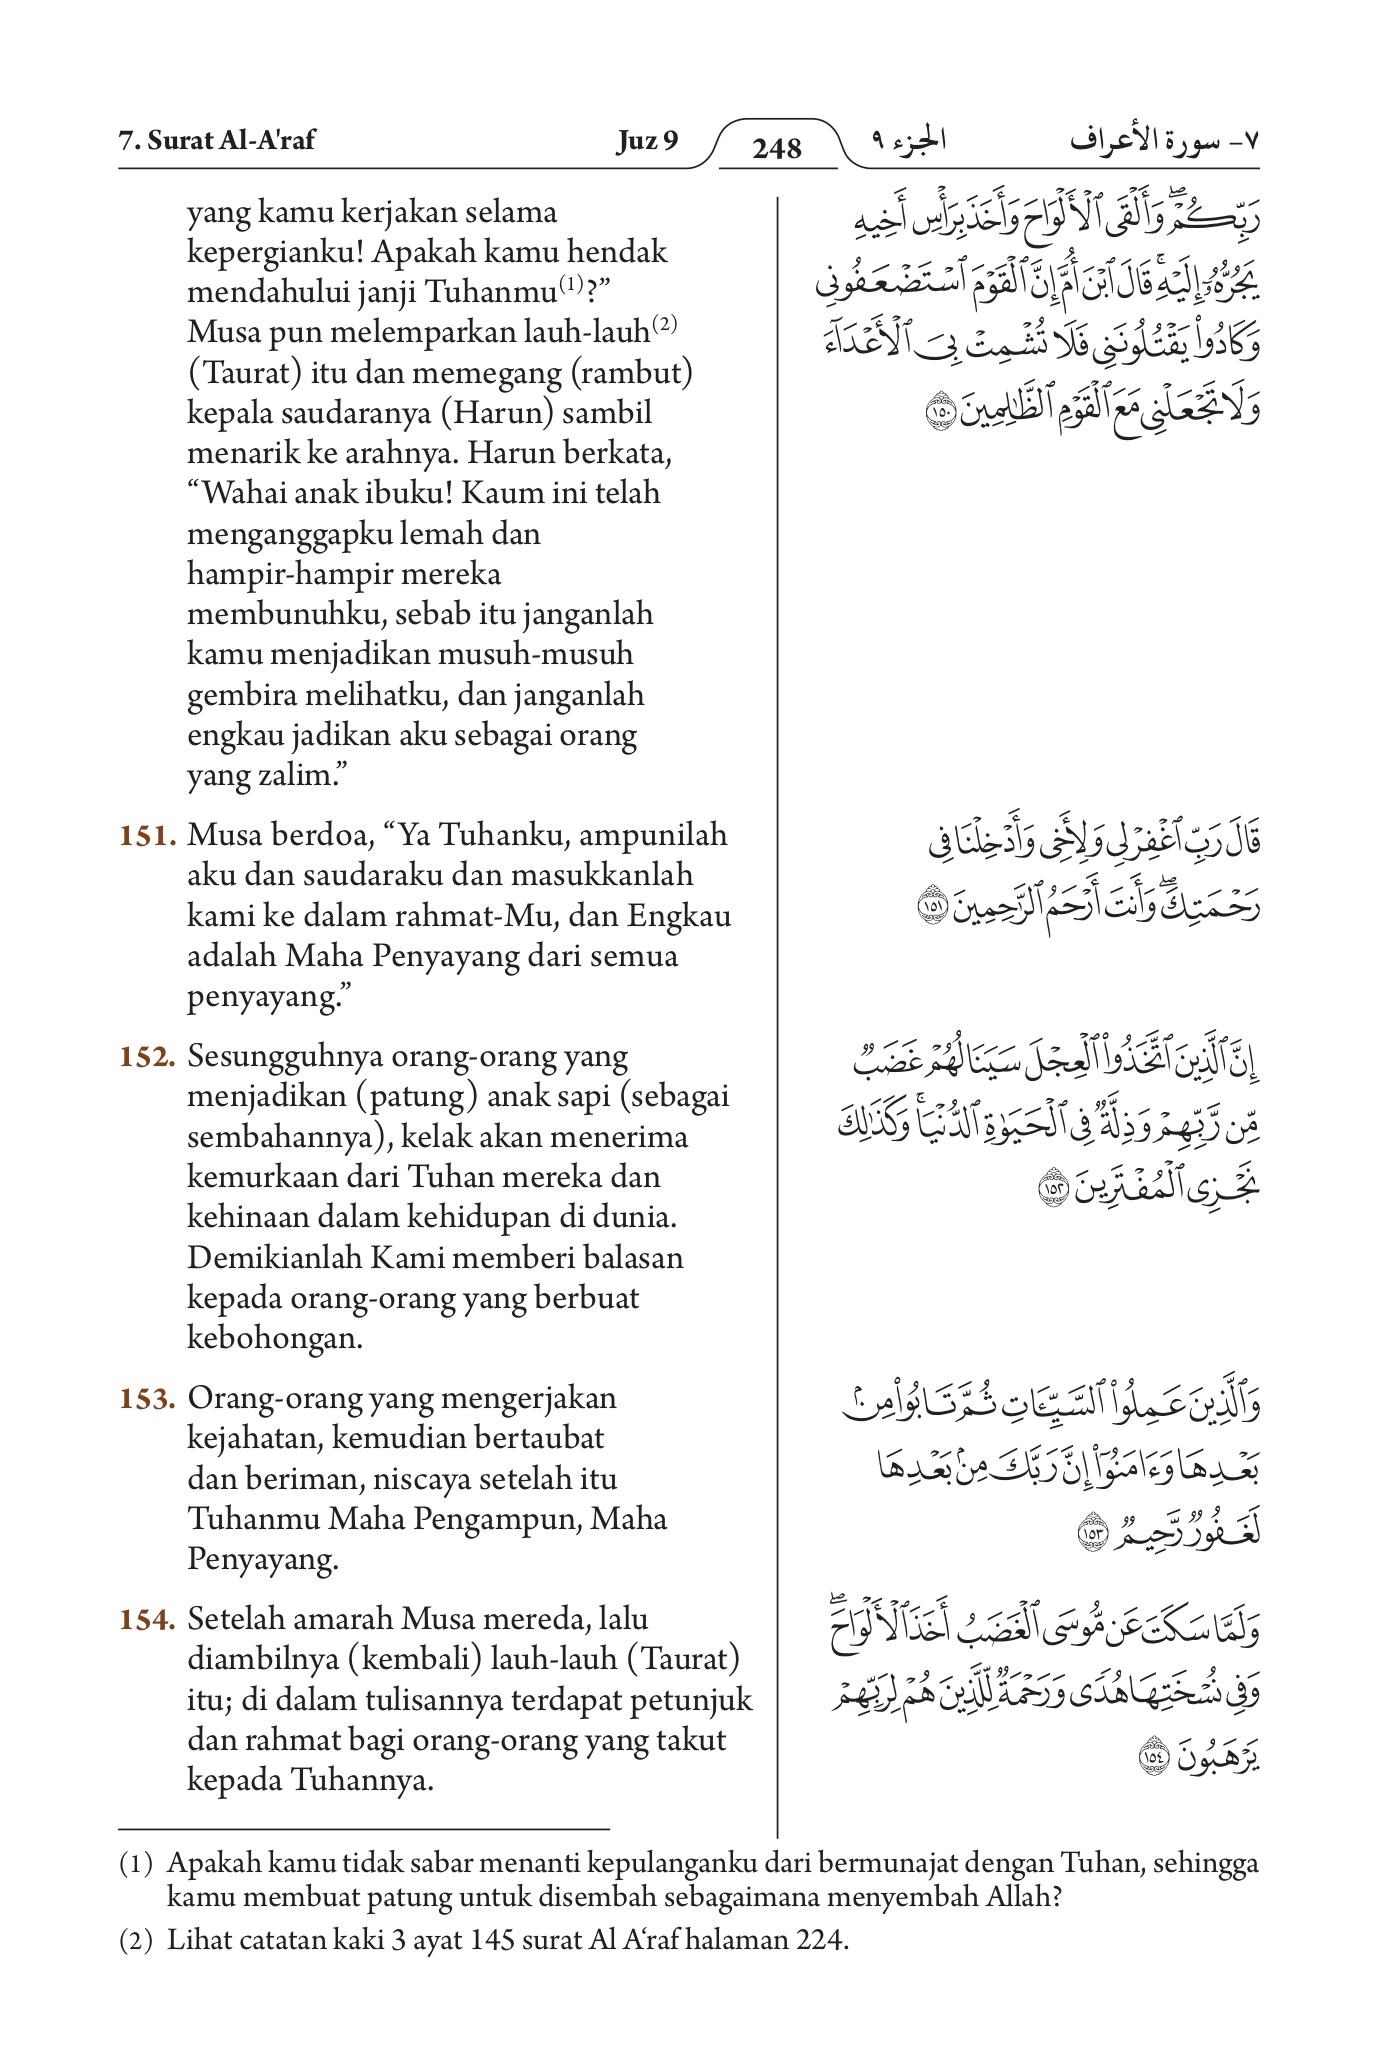 7. Surat Al-A'raf
Juz 9
248
الجزء ٩
٧- سورة الأعراف
yang kamu kerjakan selama
kepergianku! Apakah kamu hendak
mendahului janji Tuhanmu(1)?”
Musa pun melemparkan lauh-lauh(2)
(Taurat) itu dan memegang (rambut)
kepala saudaranya (Harun) sambil
menarik ke arahnya. Harun berkata,
“Wahai anak ibuku! Kaum ini telah
menganggapku lemah dan
hampir-hampir mereka
membunuhku, sebab itu janganlah
kamu menjadikan musuh-musuh
gembira melihatku, dan janganlah
engkau jadikan aku sebagai orang
yang zalim.”
151. Musa berdoa, “Ya Tuhanku, ampunilah
aku dan saudaraku dan masukkanlah
kami ke dalam rahmat-Mu, dan Engkau
adalah Maha Penyayang dari semua
penyayang.”
152. Sesungguhnya orang-orang yang
menjadikan (patung) anak sapi (sebagai
sembahannya), kelak akan menerima
kemurkaan dari Tuhan mereka dan
kehinaan dalam kehidupan di dunia.
Demikianlah Kami memberi balasan
kepada orang-orang yang berbuat
kebohongan.
153. Orang-orang yang mengerjakan
kejahatan, kemudian bertaubat
dan beriman, niscaya setelah itu
Tuhanmu Maha Pengampun, Maha
Penyayang.
154. Setelah amarah Musa mereda, lalu
diambilnya (kembali) lauh-lauh (Taurat)
itu; di dalam tulisannya terdapat petunjuk
dan rahmat bagi orang-orang yang takut
kepada Tuhannya.
رَبِّكُمْۖ وَأَلْقَى ٱلْأَلْوَاحَ وَأَخَذَ بِرَأْسِ أَخِيهِ
يَجُرُّهُۥٓ إِلَيْهِۚ قَالَ ٱبْنَ أُمَّ إِنَّ ٱلْقَوْمَ ٱسْتَضْعَفُونِى
وَكَادُوا۟ يَقْتُلُونَنِى فَلَا تُشْمِتْ بِىَ ٱلْأَعْدَآءَ
وَلَا تَجْعَلْنِى مَعَ ٱلْقَوْمِ ٱلظَّٰلِمِينَ ١٥٠
قَالَ رَبِّ ٱغْفِرْ لِى وَلِأَخِى وَأَدْخِلْنَا فِى
رَحْمَتِكَۖ وَأَنتَ أَرْحَمُ ٱلرَّٰحِمِينَ ١٥١
إِنَّ ٱلَّذِينَ ٱتَّخَذُوا۟ ٱلْعِجْلَ سَيَنَالُهُمْ غَضَبٌ
مِّن رَّبِّهِمْ وَذِلَّةٌ فِى ٱلْحَيَوٰةِ ٱلدُّنْيَاۚ وَكَذَٰلِكَ
نَجْزِى ٱلْمُفْتَرِينَ ١٥٢
وَٱلَّذِينَ عَمِلُوا۟ ٱلسَّيِّـَٔاتِ ثُمَّ تَابُوا۟ مِنۢ
بَعْدِهَا وَءَامَنُوٓا۟ إِنَّ رَبَّكَ مِنۢ بَعْدِهَا
لَغَفُورٌ رَّحِيمٌ ١٥٣
وَلَمَّا سَكَتَ عَن مُّوسَى ٱلْغَضَبُ أَخَذَ ٱلْأَلْوَاحَۖ
وَفِى نُسْخَتِهَا هُدًى وَرَحْمَةٌ لِّلَّذِينَ هُمْ لِرَبِّهِمْ
يَرْهَبُونَ ١٥٤
(1) Apakah kamu tidak sabar menanti kepulanganku dari bermunajat dengan Tuhan, sehingga
kamu membuat patung untuk disembah sebagaimana menyembah Allah?
(2) Lihat catatan kaki 3 ayat 145 surat Al A‘raf halaman 224.